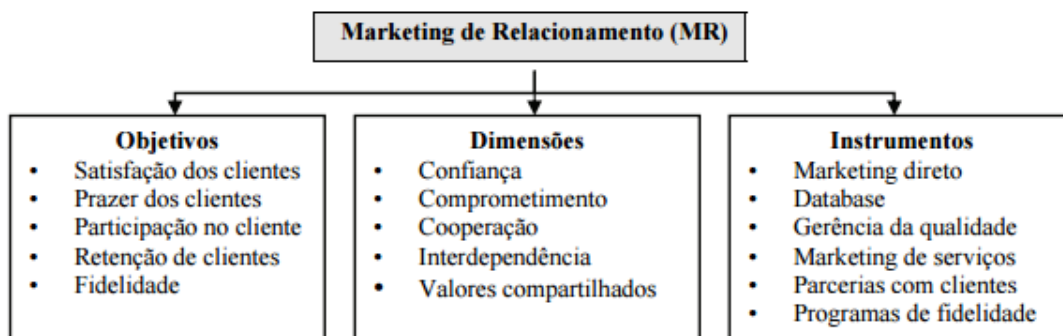 Marketing de Relacionamento (MR)
Objetivos
• Satisfação dos clientes
• Prazer dos clientes
• Participação no cliente
• Retenção de clientes
• Fidelidade
Dimensões
• Confiança
• Comprometimento
• Cooperação
• Interdependência
• Valores compartilhados
Instrumentos
• Marketing direto
• Database
• Gerência da qualidade
• Marketing de serviços
• Parcerias com clientes
• Programas de fidelidade